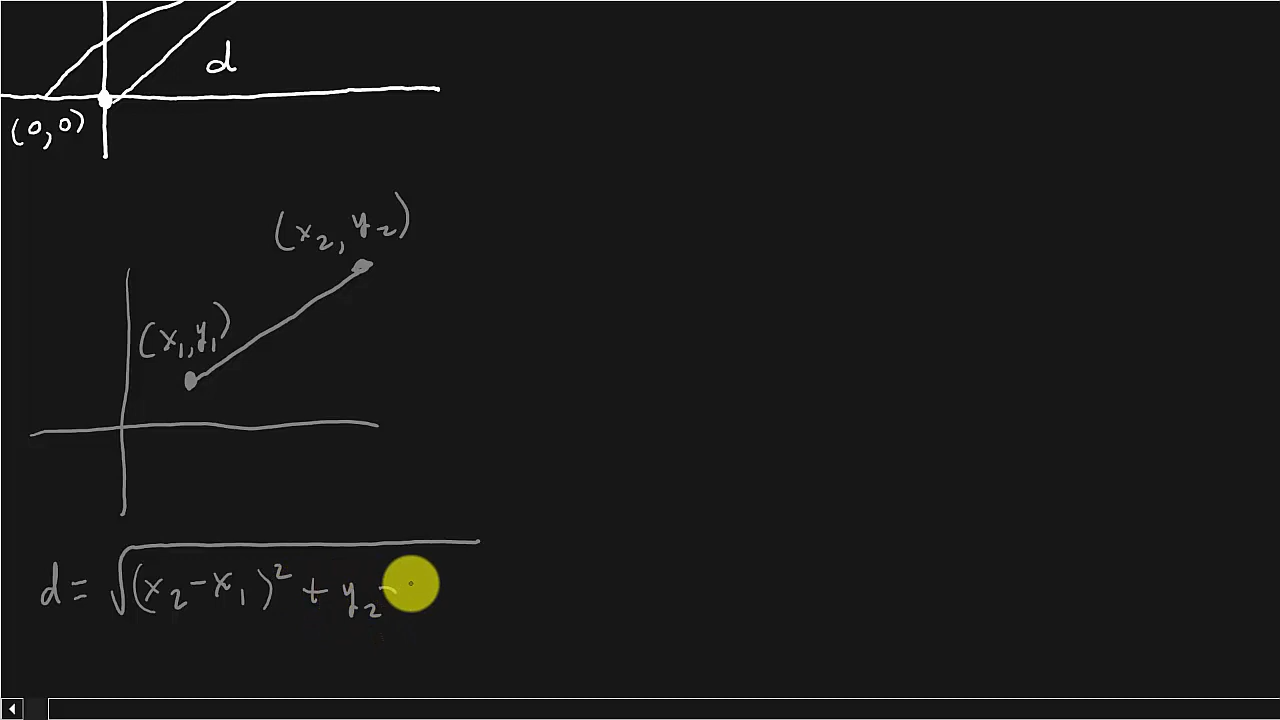 d
(0,0)
(x₂, y₂)
(x₁, y₁)
d = √(x₂ - x₁)² + y₂ -